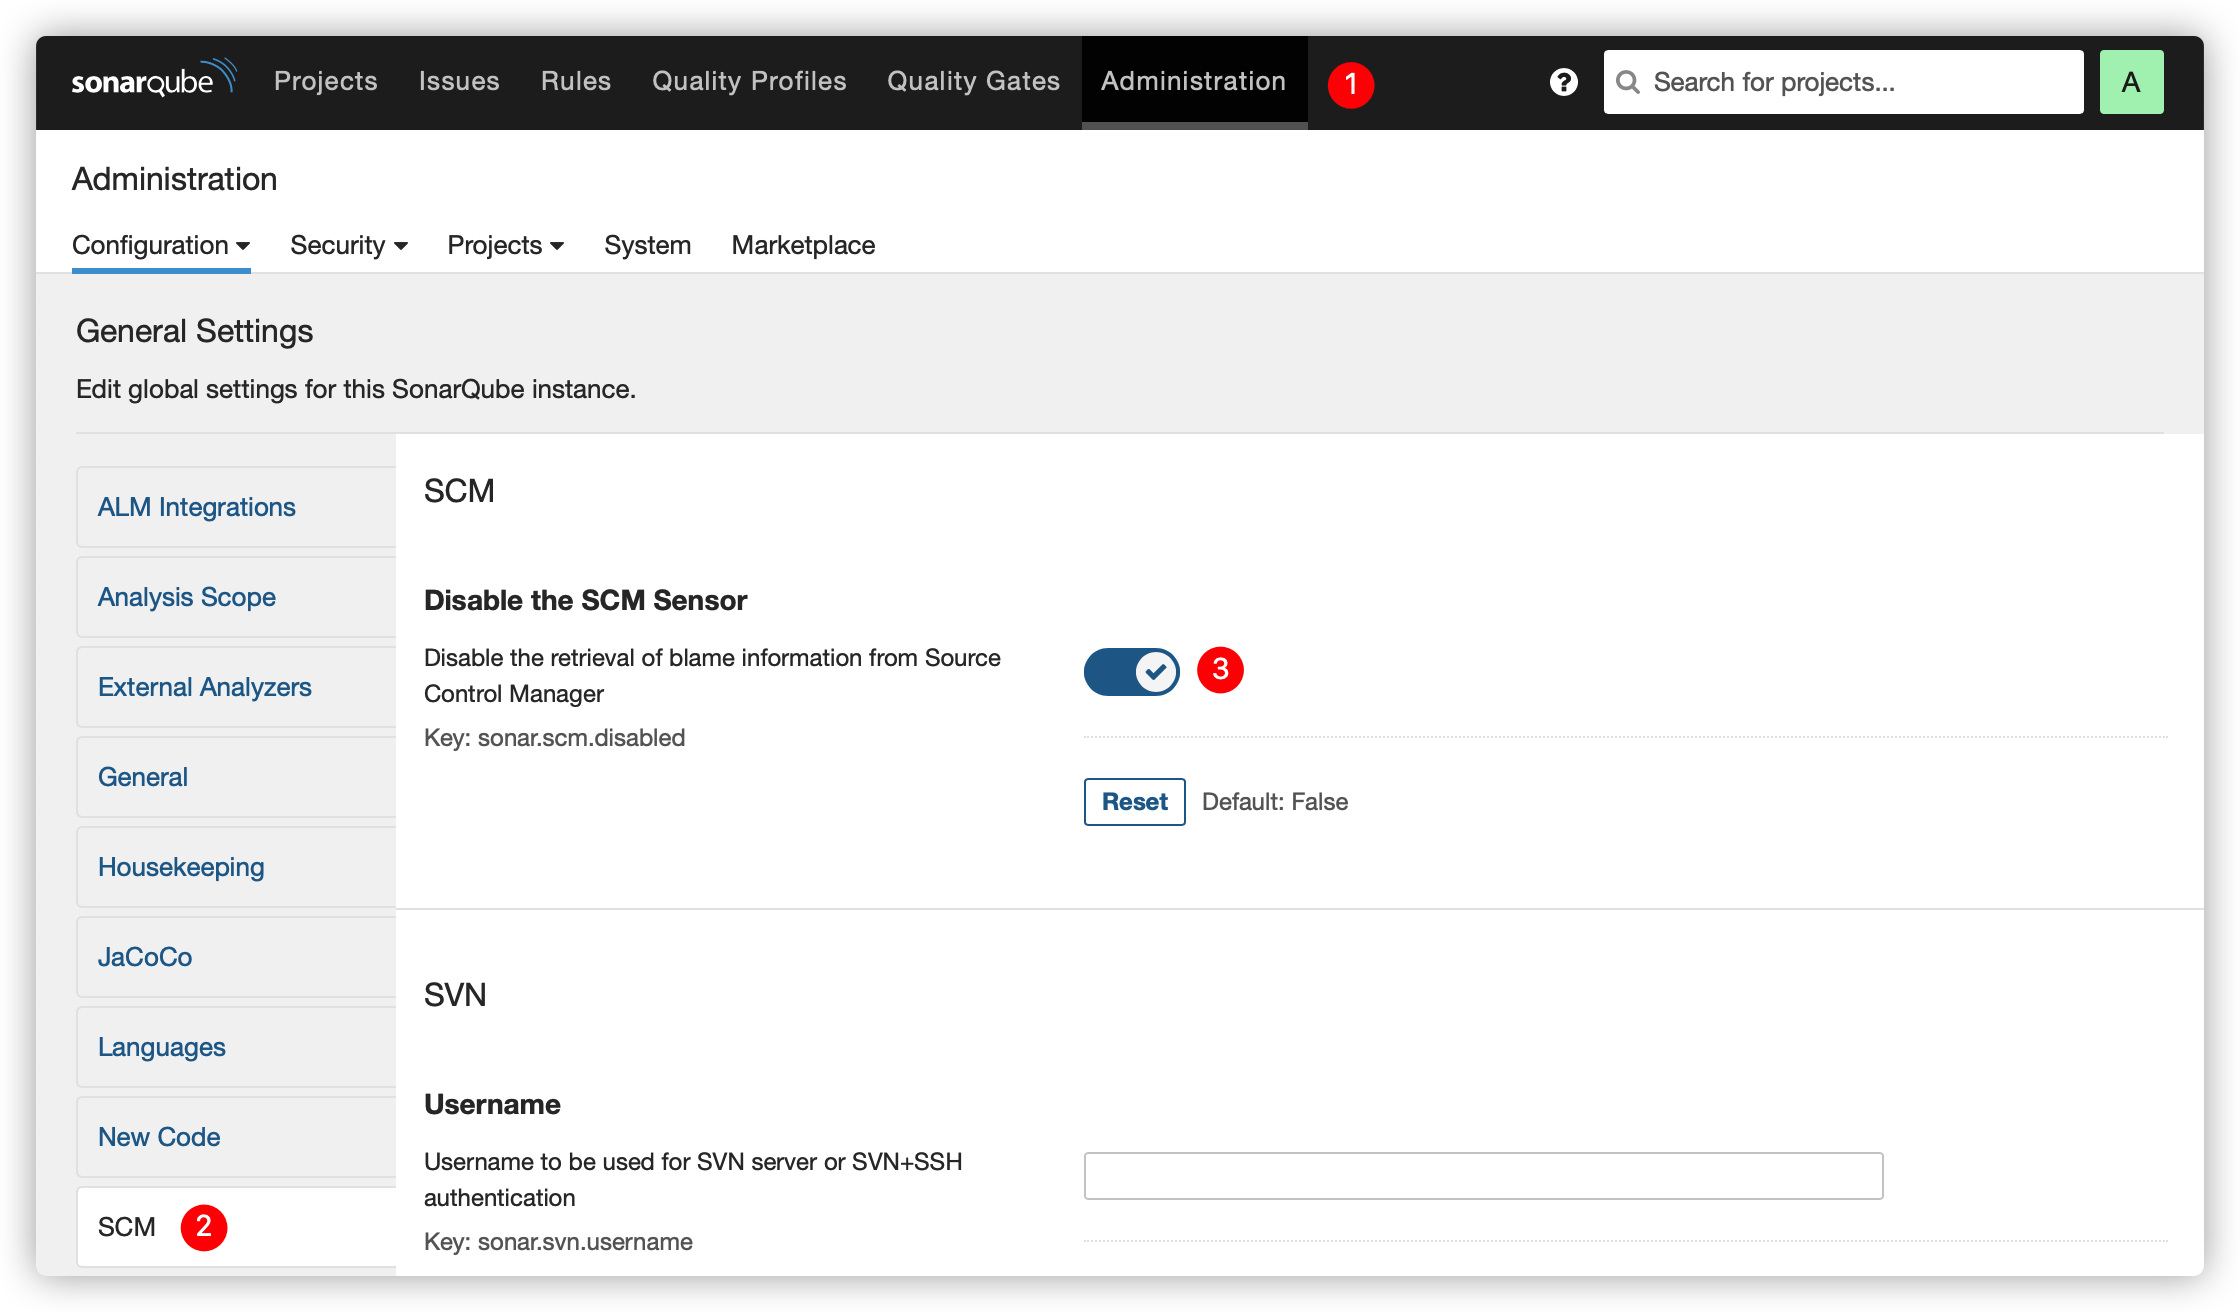 sonarqube Projects Issues Rules Quality Profiles Quality Gates Administration 1 ? Search for projects... A
Administration
Configuration Security Projects System Marketplace
General Settings
Edit global settings for this SonarQube instance.
ALM Integrations
Analysis Scope
External Analyzers
General
Housekeeping
JaCoCo
Languages
New Code
SCM 2
SCM
Disable the SCM Sensor
Disable the retrieval of blame information from Source
Control Manager
Key: sonar.scm.disabled
3
Reset Default: False
SVN
Username
Username to be used for SVN server or SVN+SSH
authentication
Key: sonar.svn.username